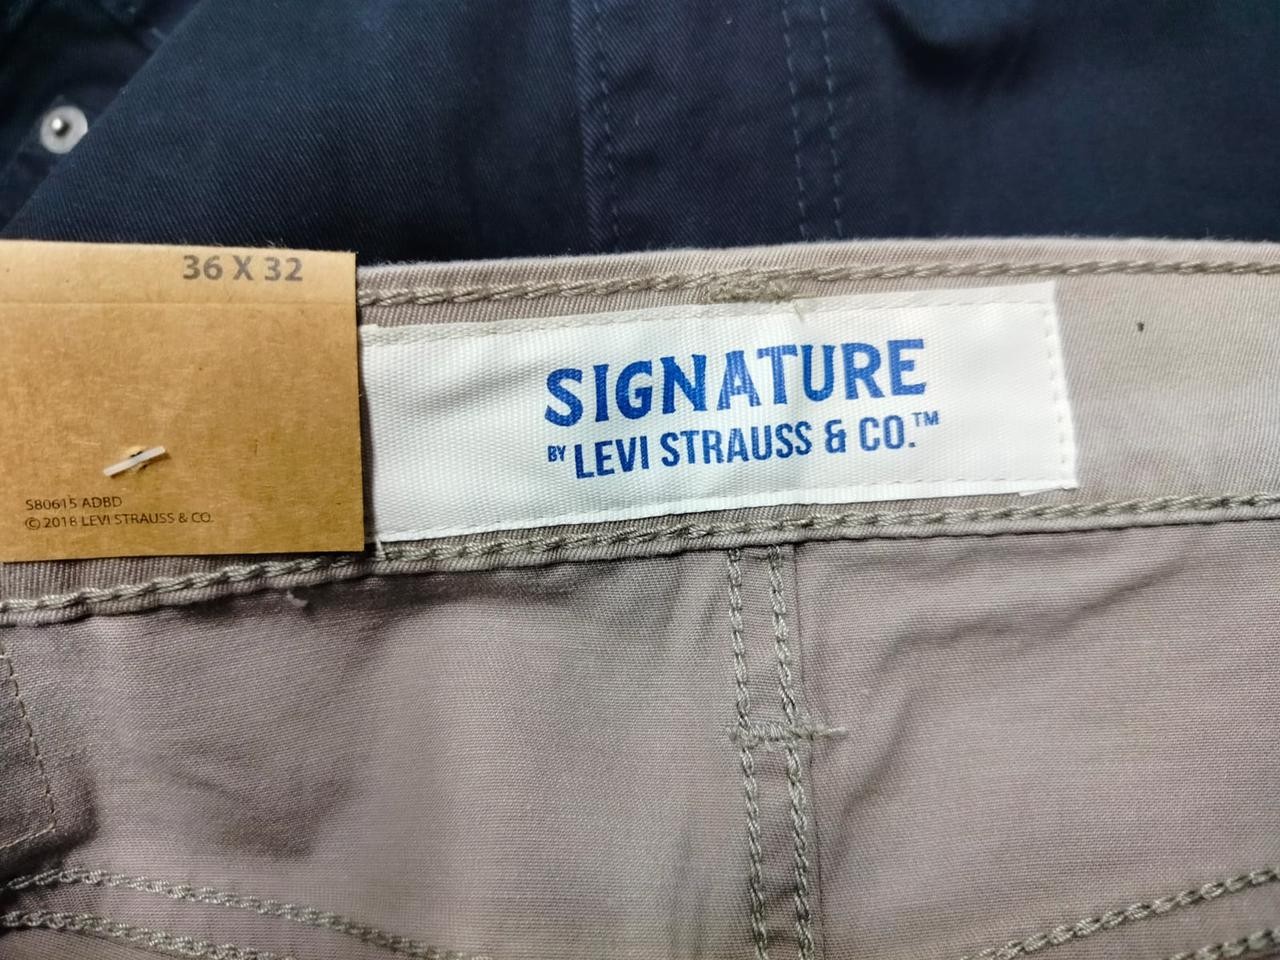 36 X 32
S80615 ADBD
© 2018 LEVI STRAUSS & CO.
SIGNATURE
BY LEVI STRAUSS & CO.™